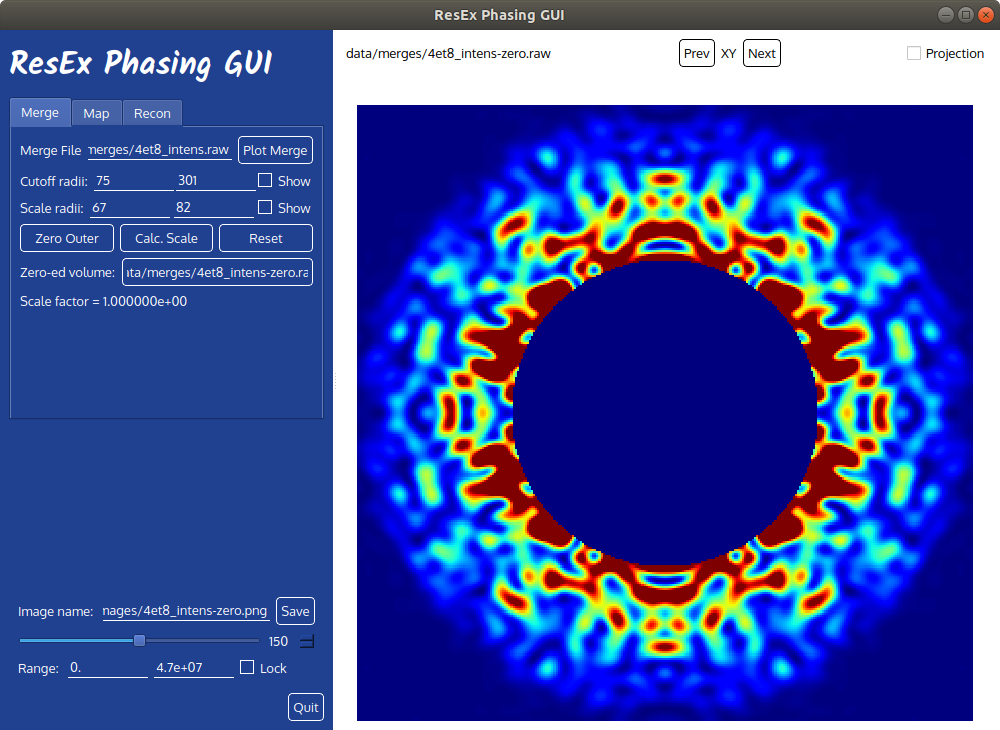 ResEx Phasing GUI
ResEx Phasing GUI
data/merges/4et8_intens-zero.raw Prev XY Next Projection
Merge Map Recon
Merge File nerges/4et8_intens.raw Plot Merge
Cutoff radii: 75 301 Show
Scale radii: 67 82 Show
Zero Outer Calc. Scale Reset
Zero-ed volume: ıta/merges/4et8_intens-zero.ra
Scale factor = 1.000000e+00
Image name: nages/4et8_intens-zero.png Save
150
Range: 0. 4.7e+07 Lock
Quit